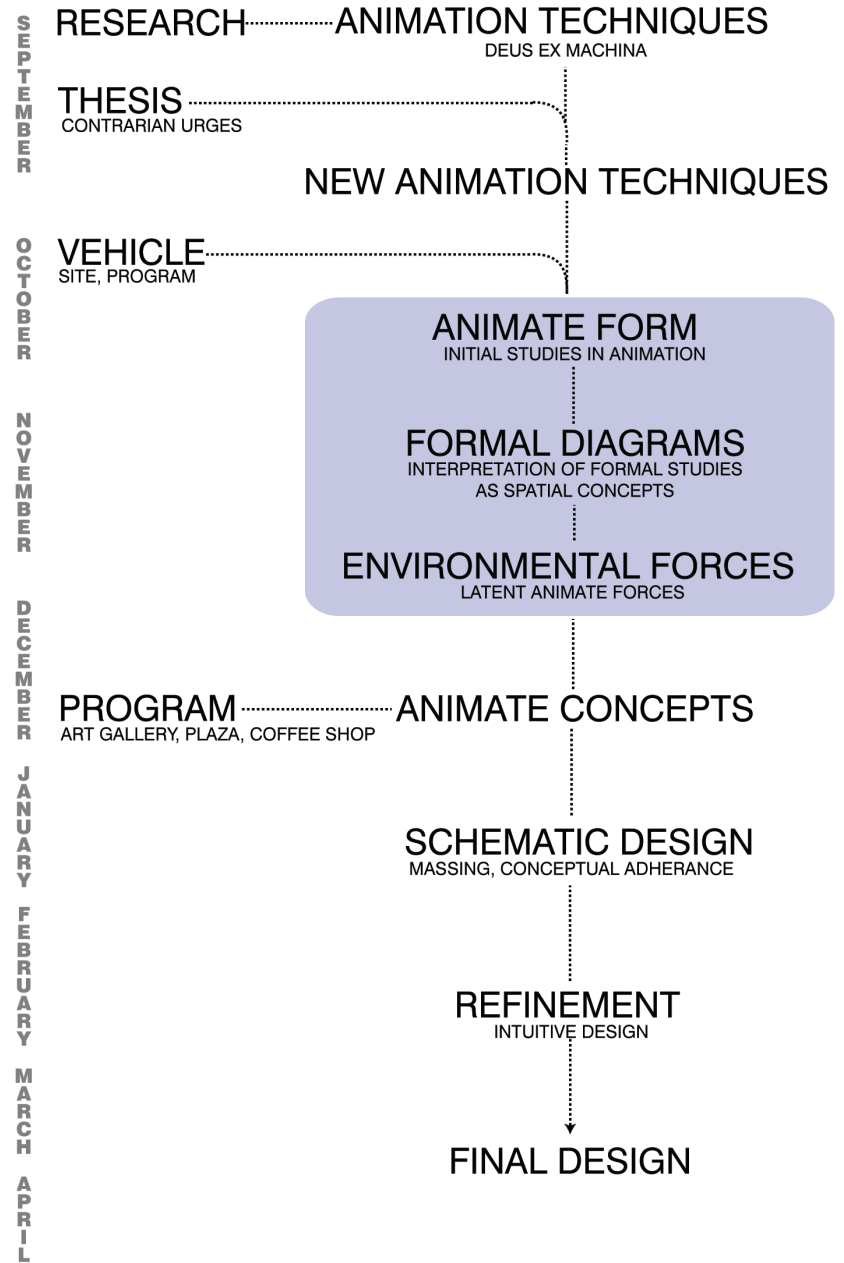 SEPTEMBER
RESEARCH
ANIMATION TECHNIQUES
DEUS EX MACHINA
THESIS
CONTRARIAN URGES
NEW ANIMATION TECHNIQUES
OCTOBER
VEHICLE
SITE, PROGRAM
ANIMATE FORM
INITIAL STUDIES IN ANIMATION
NOVEMBER
FORMAL DIAGRAMS
INTERPRETATION OF FORMAL STUDIES
AS SPATIAL CONCEPTS
ENVIRONMENTAL FORCES
LATENT ANIMATE FORCES
DECEMBER
PROGRAM
ART GALLERY, PLAZA, COFFEE SHOP
ANIMATE CONCEPTS
JANUARY
SCHEMATIC DESIGN
MASSING, CONCEPTUAL ADHERANCE
FEBRUARY
REFINEMENT
INTUITIVE DESIGN
MARCH
FINAL DESIGN
APRIL